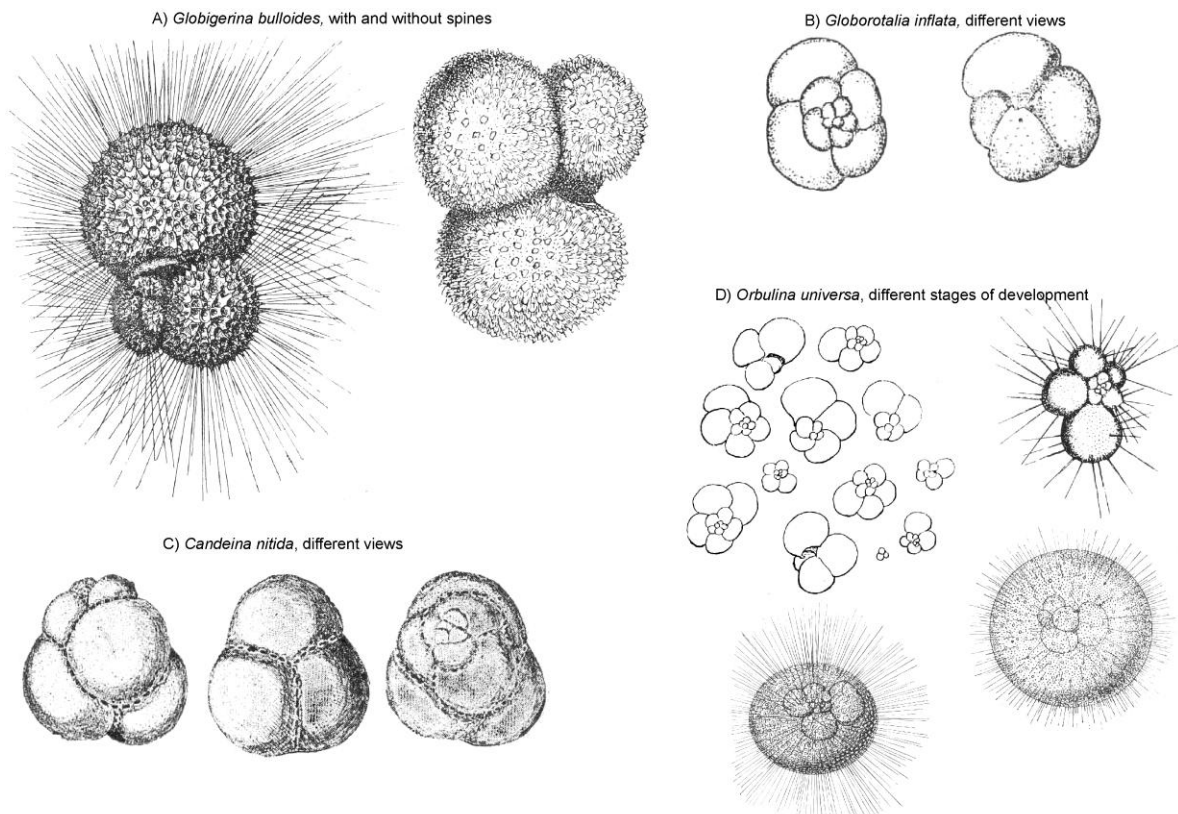 A) Globigerina bulloides, with and without spines
B) Globorotalia inflata, different views
C) Candeina nitida, different views
D) Orbulina universa, different stages of development